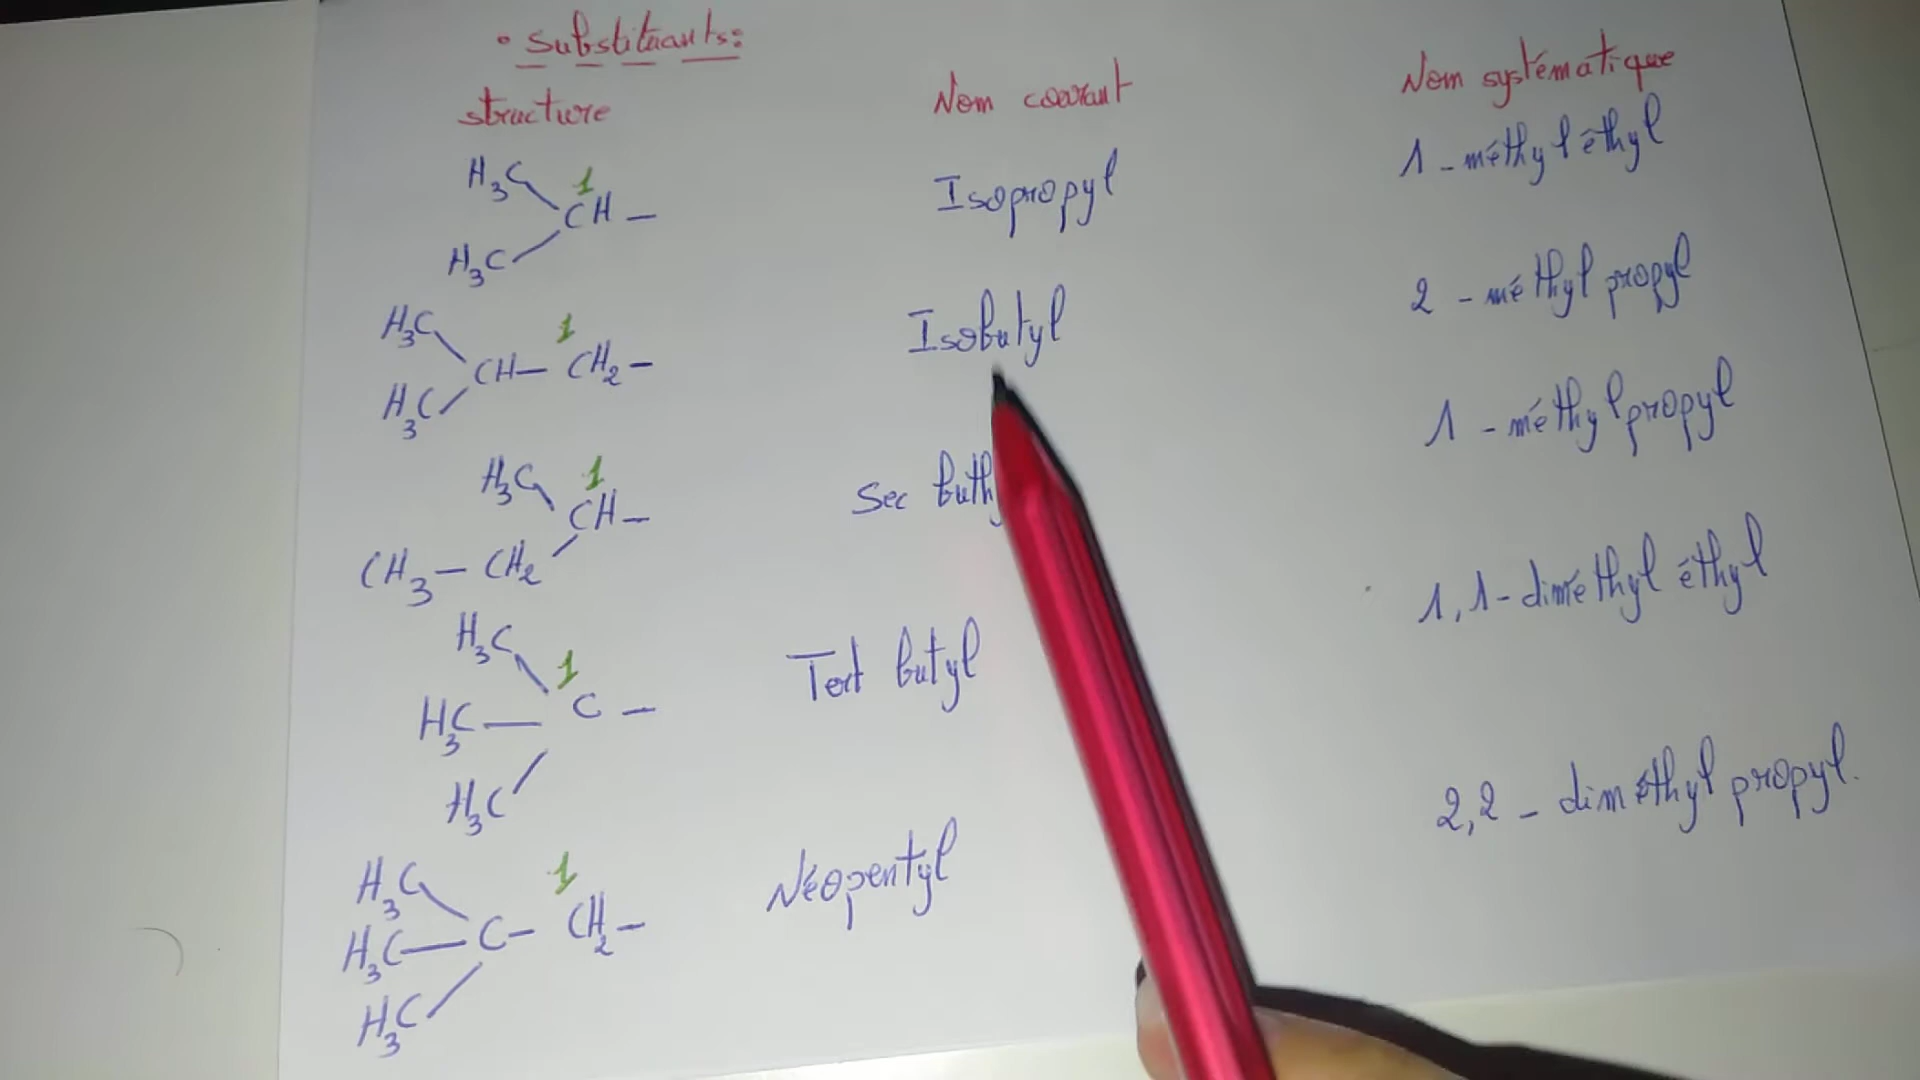 • Substituants:
structure Nom courant Nom systématique
H3C
1
CH - Isopropyl 1 - méthyl éthyl
H3C
H3C
1
CH - CH2 - Isobutyl 2 - méthyl propyl
H3C
H3C
1
CH - Sec 1 - méthyl propyl
CH3 - CH2
H3C
1
H3C - C - Tert butyl 1,1 - diméthyl éthyl
H3C
H3C
1
H3C - C - CH2 - Néopentyl 2,2 - diméthyl propyl.
H3C